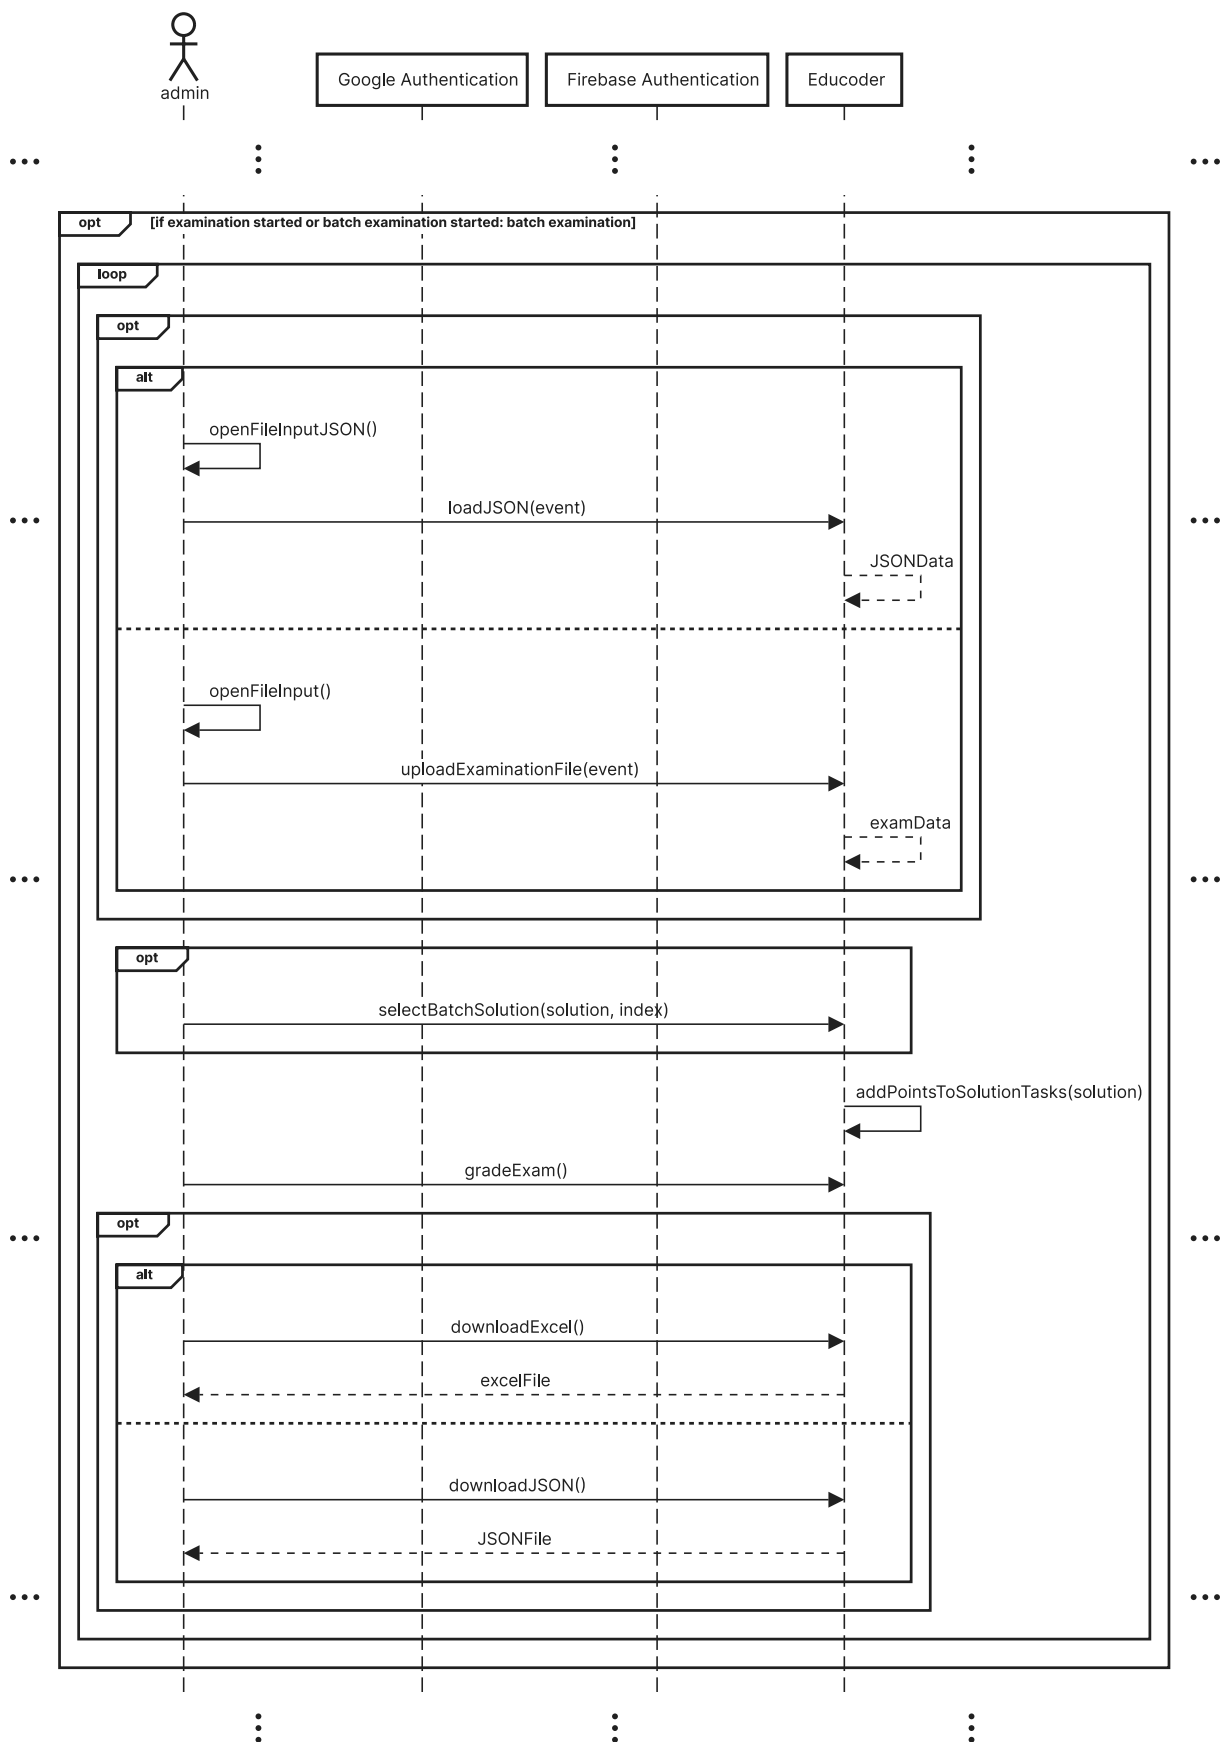 admin
Google Authentication
Firebase Authentication
Educoder
opt
[if examination started or batch examination started: batch examination]
loop
opt
alt
openFileInputJSON()
loadJSON(event)
JSONData
openFileInput()
uploadExaminationFile(event)
examData
opt
selectBatchSolution(solution, index)
addPointsToSolutionTasks(solution)
gradeExam()
opt
alt
downloadExcel()
excelFile
downloadJSON()
JSONFile